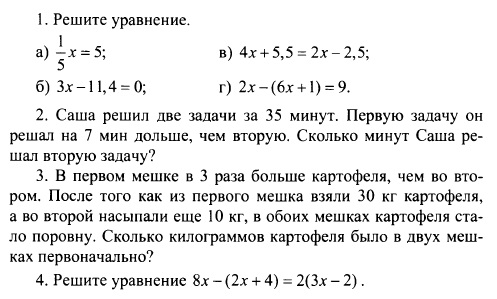 1. Решите уравнение.
а) 1/5 x = 5; в) 4x + 5,5 = 2x − 2,5;
б) 3x − 11,4 = 0; г) 2x − (6x + 1) = 9.
2. Саша решил две задачи за 35 минут. Первую задачу он
решал на 7 мин дольше, чем вторую. Сколько минут Саша ре-
шал вторую задачу?
3. В первом мешке в 3 раза больше картофеля, чем во вто-
ром. После того как из первого мешка взяли 30 кг картофеля,
а во второй насыпали еще 10 кг, в обоих мешках картофеля ста-
ло поровну. Сколько килограммов картофеля было в двух меш-
ках первоначально?
4. Решите уравнение 8x − (2x + 4) = 2(3x − 2) .